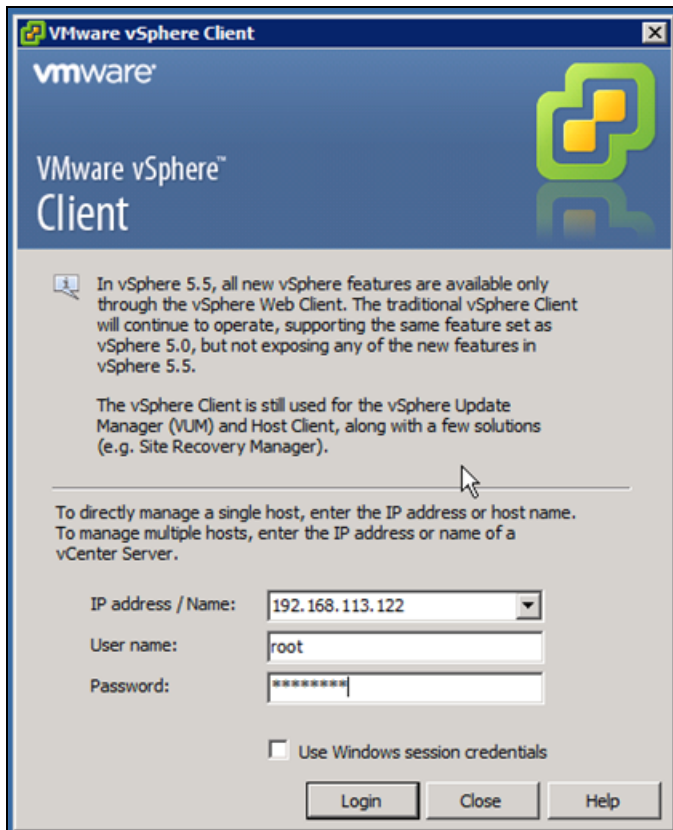 VMware vSphere Client
vmware
VMware vSphere™
Client
In vSphere 5.5, all new vSphere features are available only
through the vSphere Web Client. The traditional vSphere Client
will continue to operate, supporting the same feature set as
vSphere 5.0, but not exposing any of the new features in
vSphere 5.5.
The vSphere Client is still used for the vSphere Update
Manager (VUM) and Host Client, along with a few solutions
(e.g. Site Recovery Manager).
To directly manage a single host, enter the IP address or host name.
To manage multiple hosts, enter the IP address or name of a
vCenter Server.
IP address / Name: 192.168.113.122
User name: root
Password: ********
Use Windows session credentials
Login Close Help